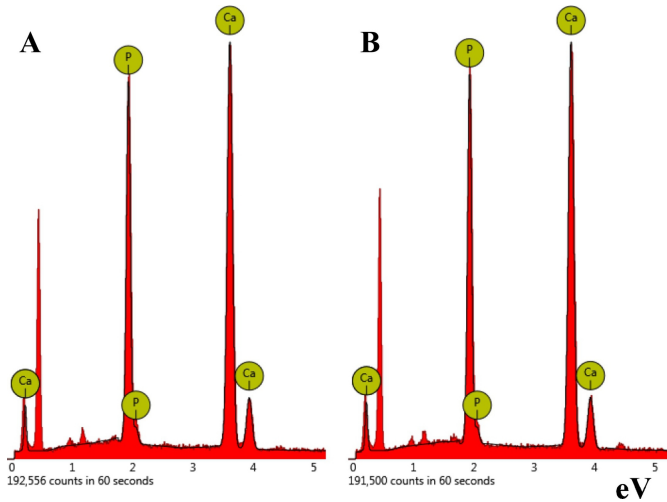 A
P
Ca
Ca
P
Ca
0 1 2 3 4 5
192,556 counts in 60 seconds
B
P
Ca
Ca
P
Ca
0 1 2 3 4 5
191,500 counts in 60 seconds
eV